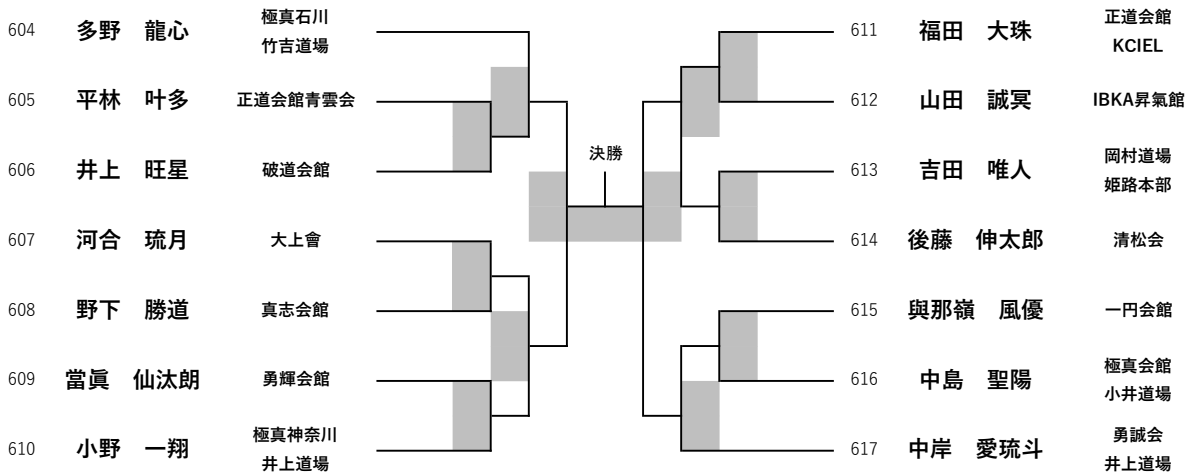 604 多野 龍心 極真石川
竹吉道場
605 平林 叶多 正道会館青雲会
606 井上 旺星 破道会館
607 河合 琉月 大上會
608 野下 勝道 真志会館
609 當眞 仙汰朗 勇輝会館
610 小野 一翔 極真神奈川
井上道場
決勝
611 福田 大珠 正道会館
KCIEL
612 山田 誠冥 IBKA昇氣館
613 吉田 唯人 岡村道場
姫路本部
614 後藤 伸太郎 清松会
615 與那嶺 風優 一円会館
616 中島 聖陽 極真会館
小井道場
617 中岸 愛琉斗 勇誠会
井上道場